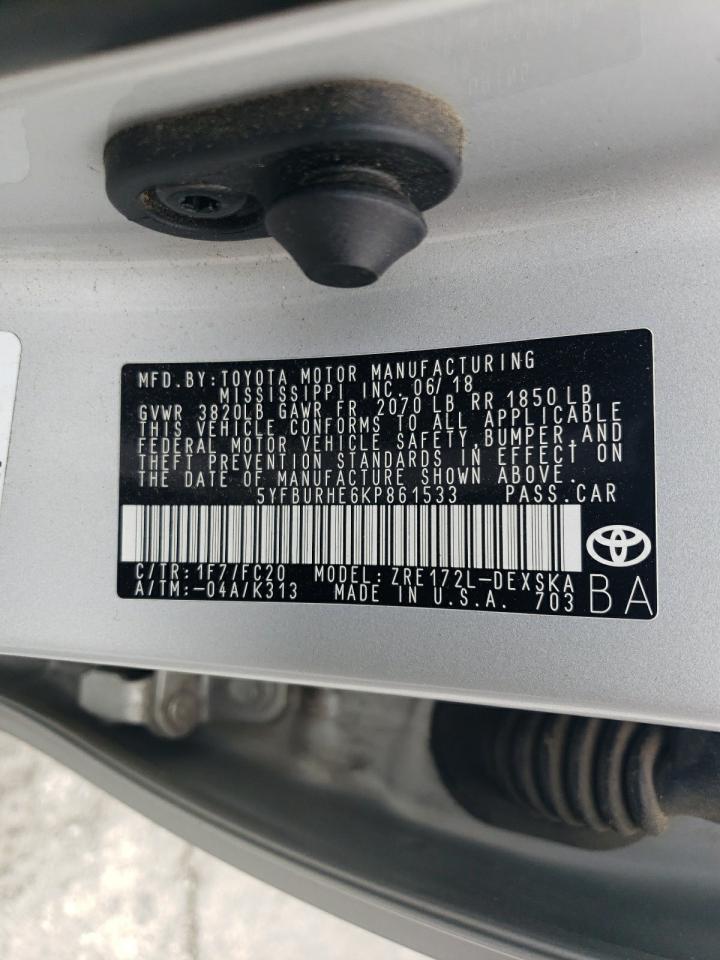 MFD.BY:TOYOTA MOTOR MANUFACTURING
MISSISSIPPI INC. 06/18
GVWR 3820LB GAWR FR 2070 LB RR 1850 LB
THIS VEHICLE CONFORMS TO ALL APPLICABLE
FEDERAL MOTOR VEHICLE SAFETY,BUMPER,AND
THEFT PREVENTION STANDARDS IN EFFECT ON
THE DATE OF MANUFACTURE SHOWN ABOVE.
5YFBURHE6KP861533 PASS.CAR
C/TR:1F7/FC20 MODEL:ZRE172L-DEXSKA
A/TM:-04A/K313 MADE IN U.S.A. 703
BA